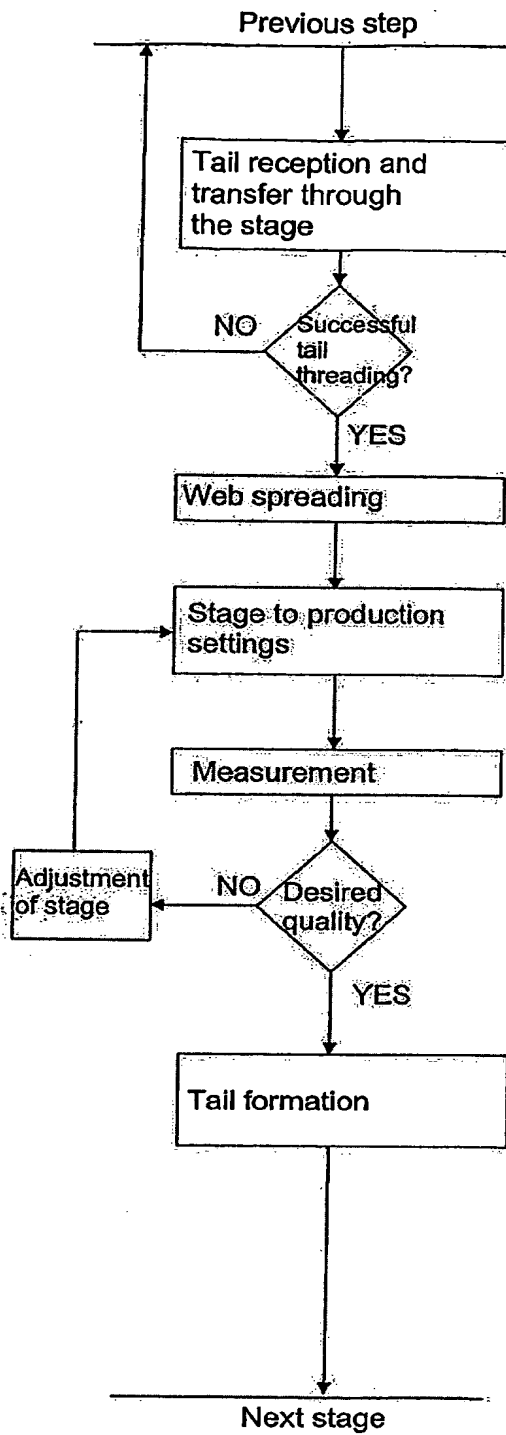 Previous step
Tail reception and
transfer through
the stage
NO
Successful
tail
threading?
YES
Web spreading
Stage to production
settings
Measurement
Adjustment
of stage
NO
Desired
quality?
YES
Tail formation
Next stage